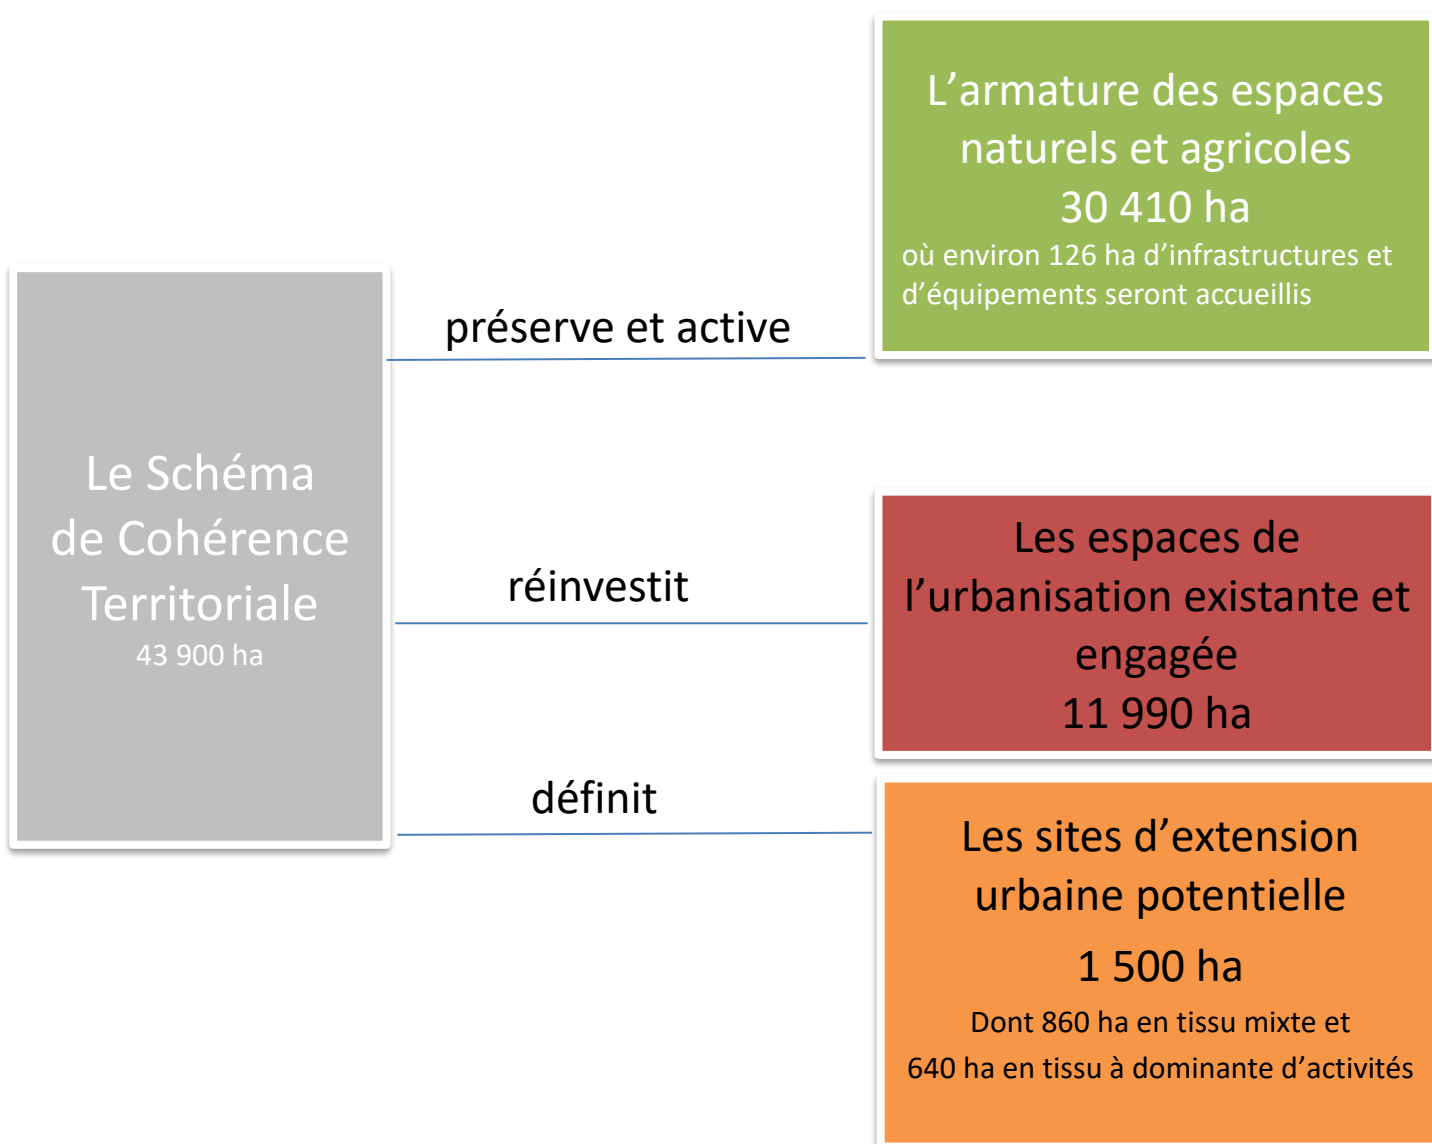 L’armature des espaces
naturels et agricoles
30 410 ha
où environ 126 ha d’infrastructures et
d’équipements seront accueillis
préserve et active
Le Schéma
de Cohérence
Territoriale
43 900 ha
réinvestit
Les espaces de
l’urbanisation existante et
engagée
11 990 ha
définit
Les sites d’extension
urbaine potentielle
1 500 ha
Dont 860 ha en tissu mixte et
640 ha en tissu à dominante d’activités